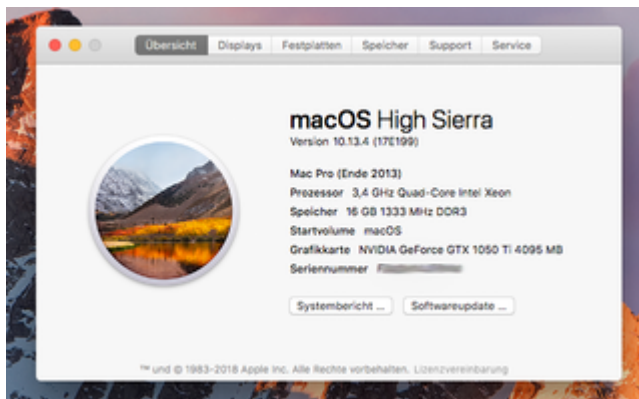 Übersicht Displays Festplatten Speicher Support Service
macOS High Sierra
Version 10.13.4 (17E199)
Mac Pro (Ende 2013)
Prozessor 3,4 GHz Quad-Core Intel Xeon
Speicher 16 GB 1333 MHz DDR3
Startvolume macOS
Grafikkarte NVIDIA GeForce GTX 1050 Ti 4095 MB
Seriennummer
Systembericht ... Softwareupdate ...
™ und © 1983-2018 Apple Inc. Alle Rechte vorbehalten. Lizenzvereinbarung